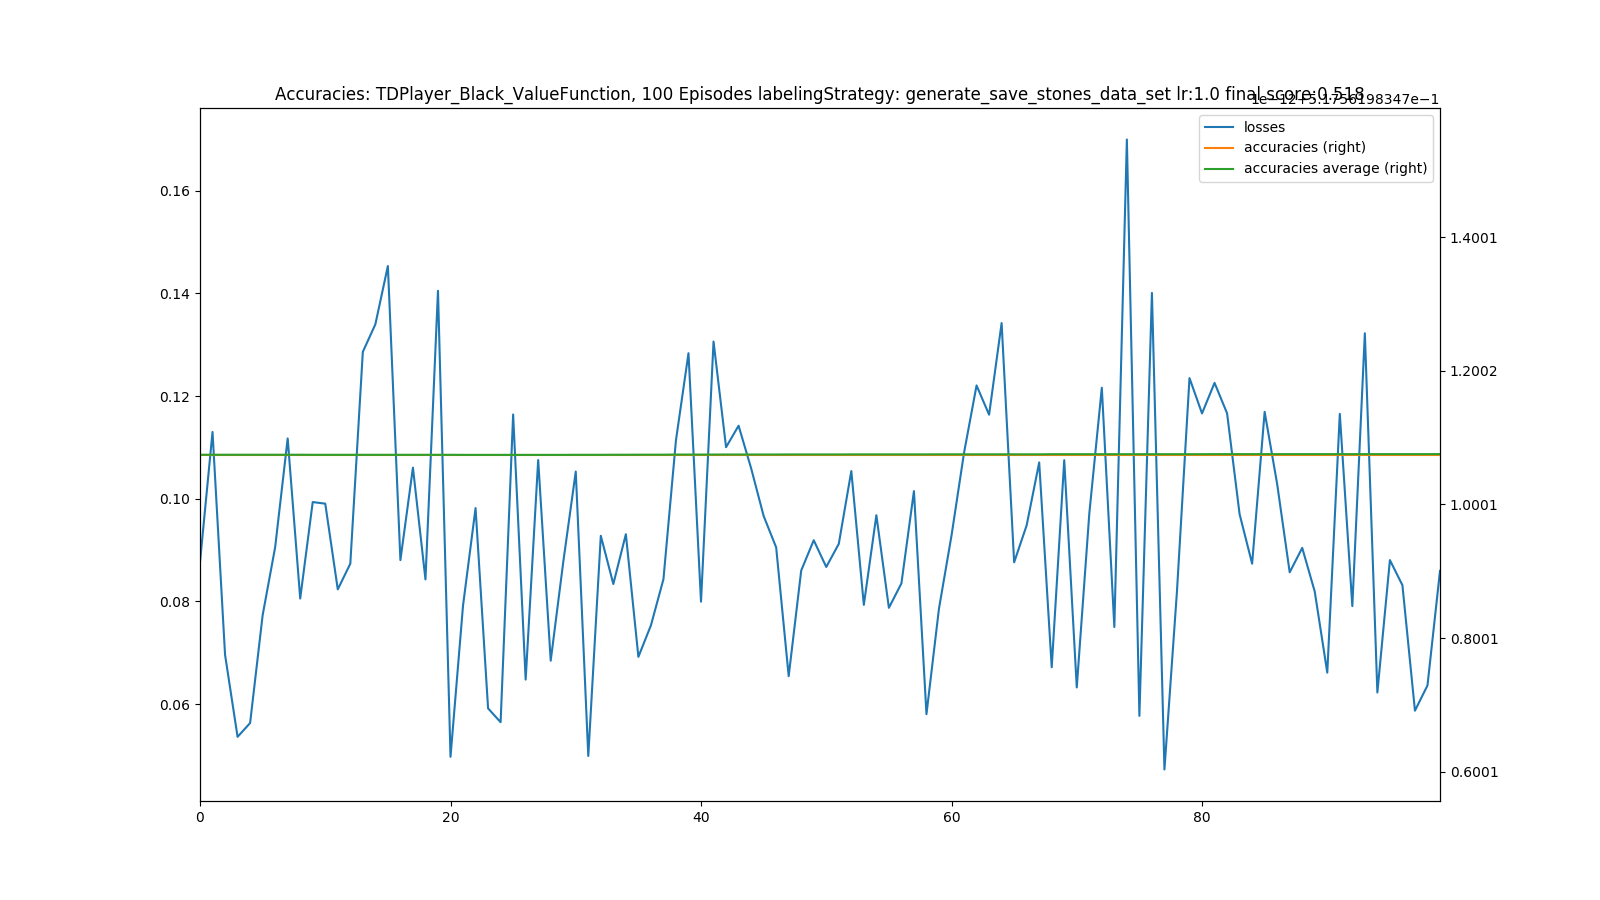 Accuracies: TDPlayer_Black_ValueFunction, 100 Episodes labelingStrategy: generate_save_stones_data_set lr:1.0 final score:0.518
1e−12+5.1756198347e−1
losses
accuracies (right)
accuracies average (right)
0.16
0.14
0.12
0.10
0.08
0.06
1.4001
1.2002
1.0001
0.8001
0.6001
0 20 40 60 80